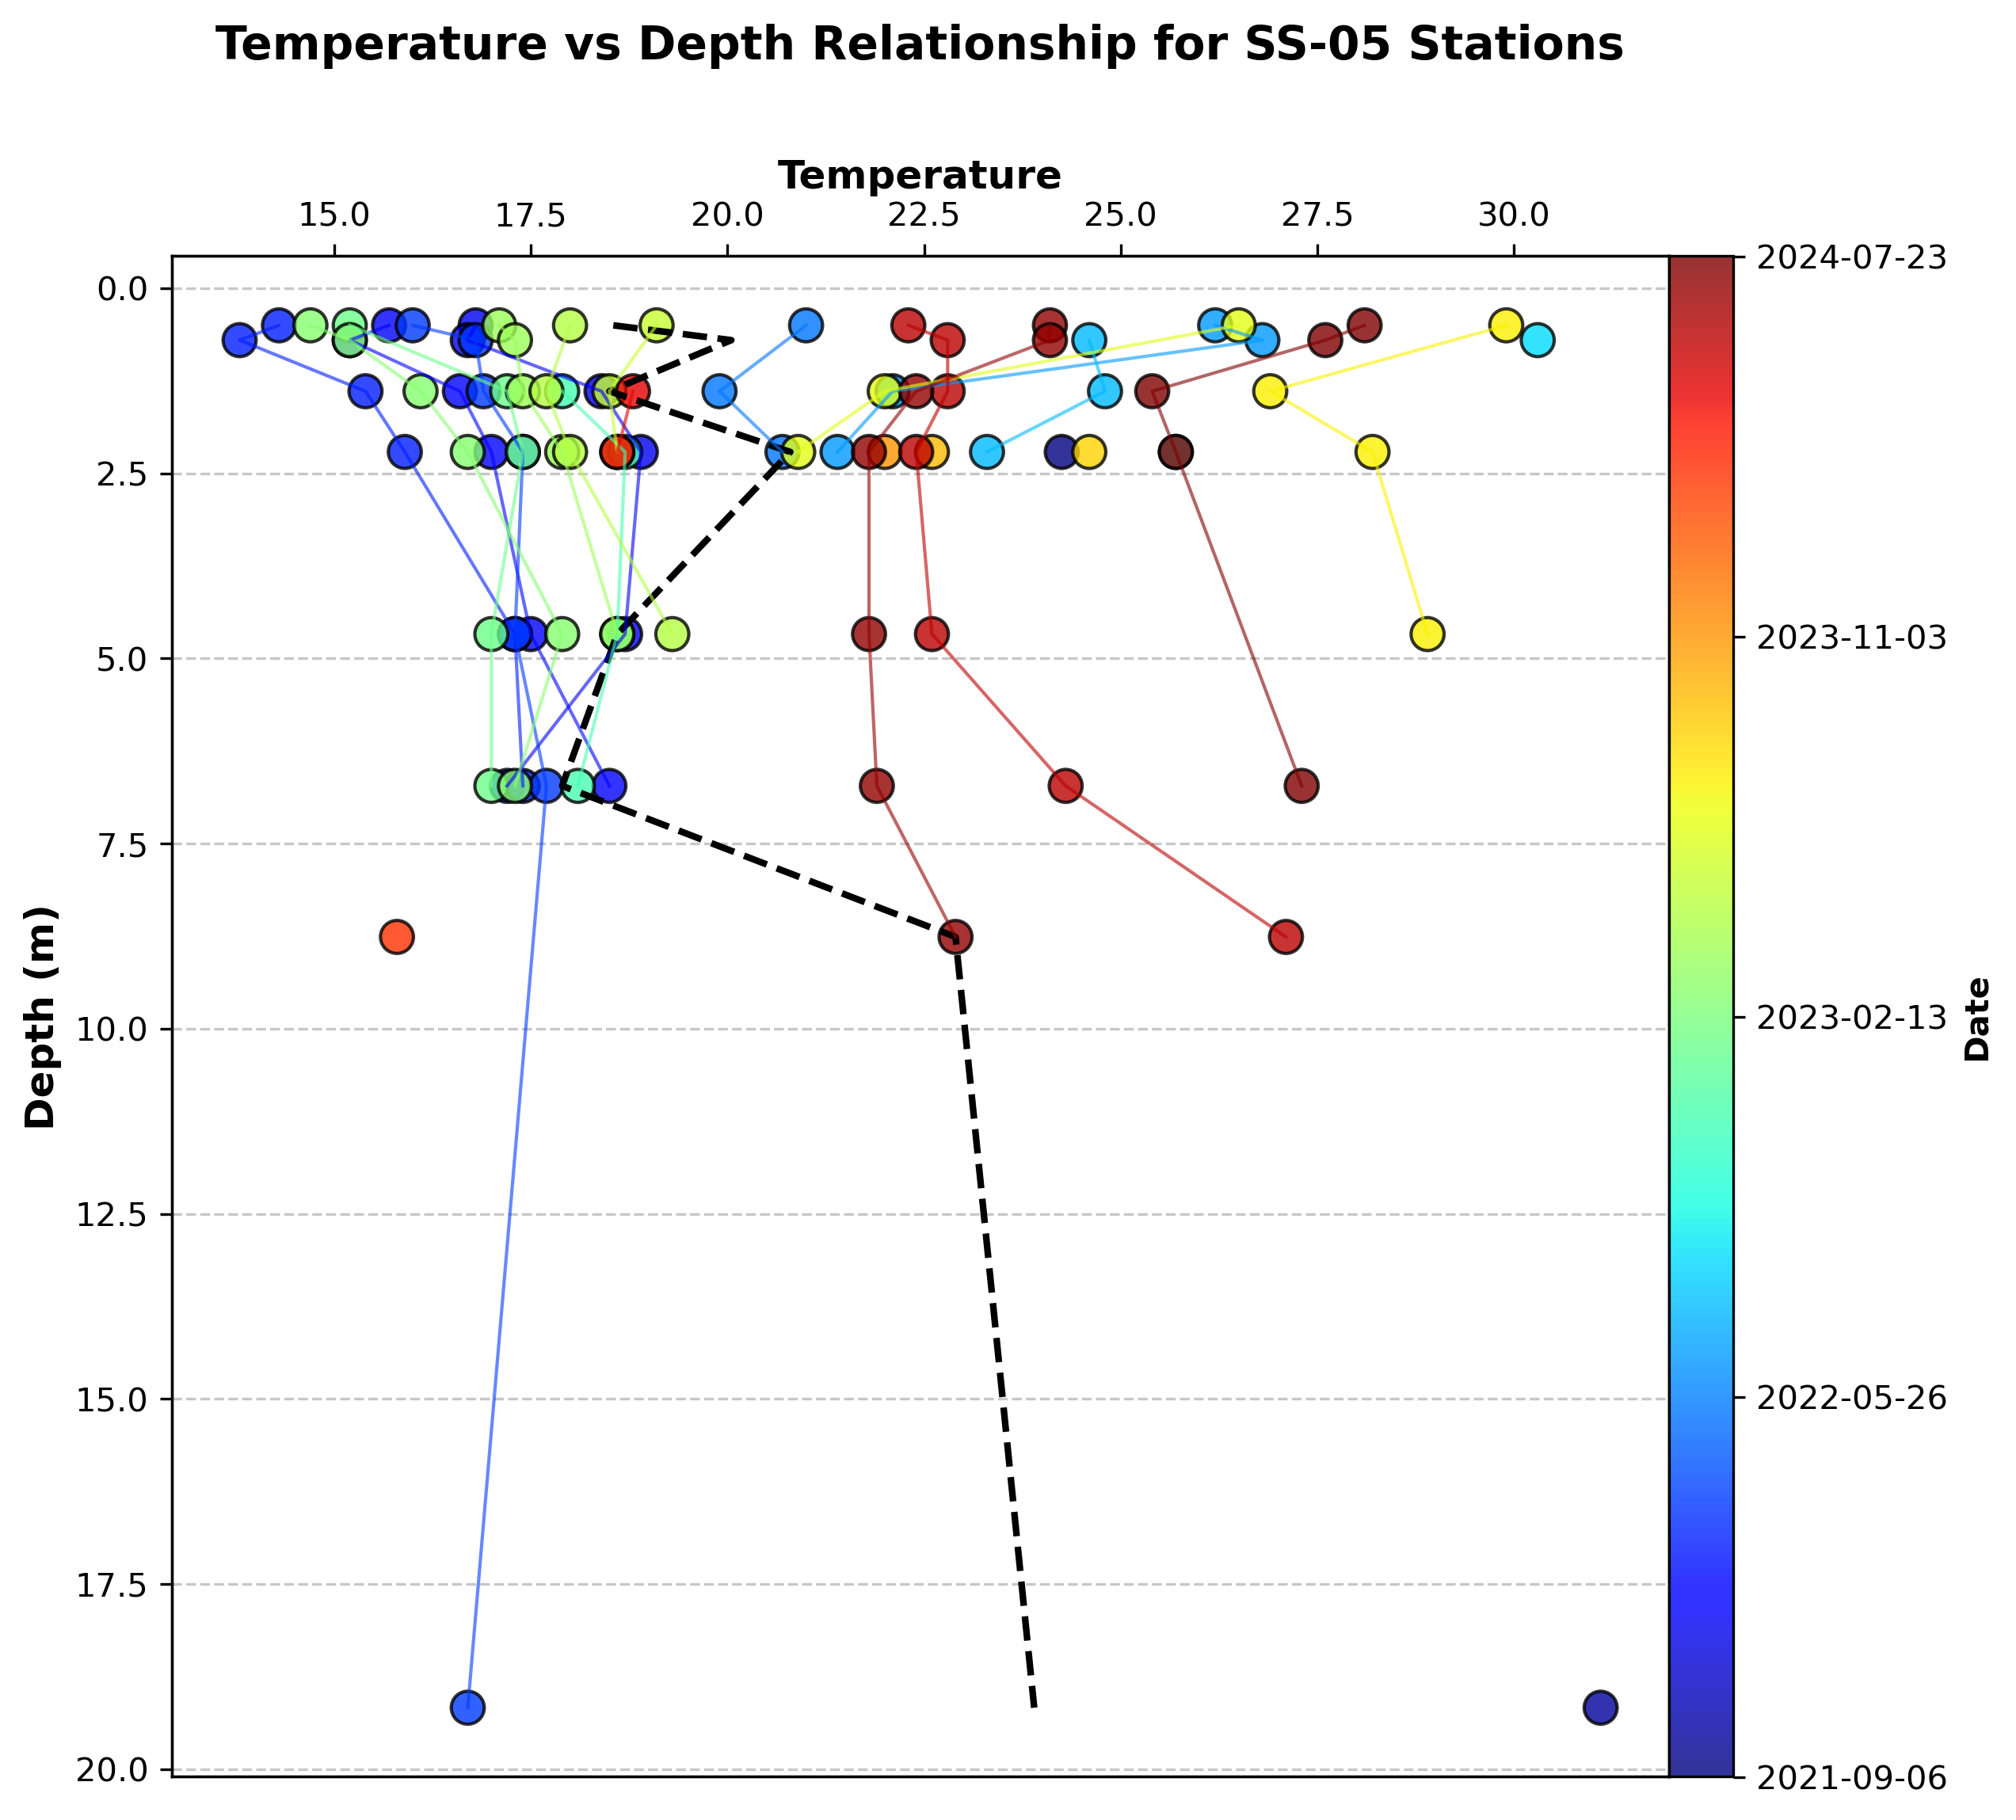 Temperature vs Depth Relationship for SS-05 Stations
Temperature
15.0 17.5 20.0 22.5 25.0 27.5 30.0
0.0
2.5
5.0
7.5
10.0
12.5
15.0
17.5
20.0
Depth (m)
2024-07-23
2023-11-03
2023-02-13
2022-05-26
2021-09-06
Date